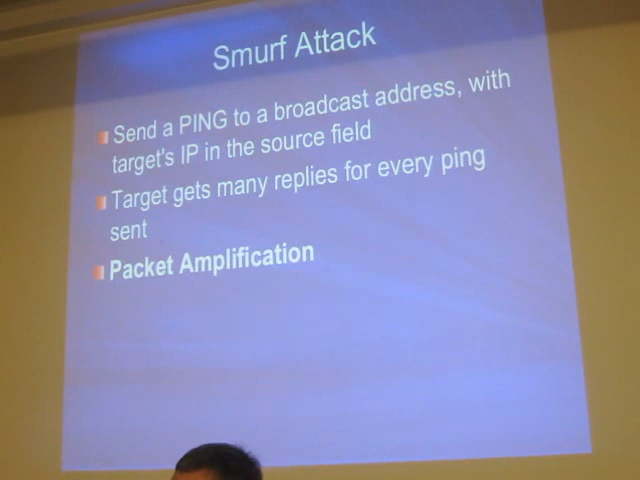 Smurf Attack
Send a PING to a broadcast address, with
target's IP in the source field
Target gets many replies for every ping
sent
Packet Amplification